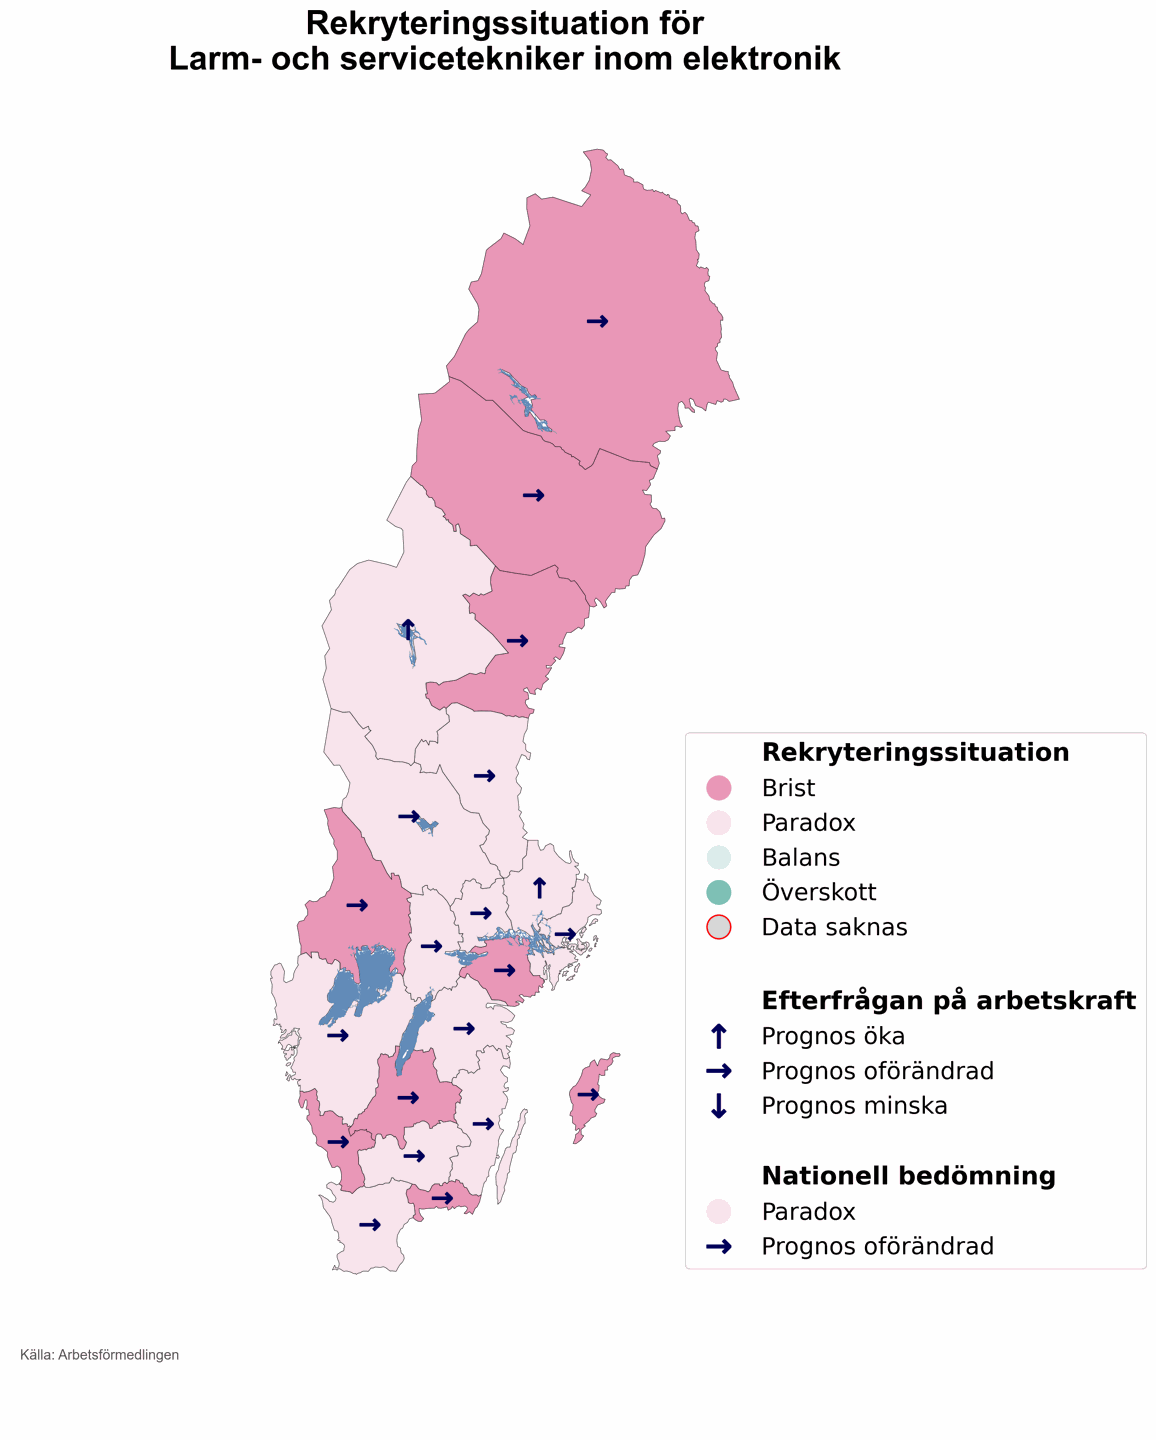 Rekryteringssituation för
Larm- och servicetekniker inom elektronik
Rekryteringssituation
Brist
Paradox
Balans
Överskott
Data saknas
Efterfrågan på arbetskraft
Prognos öka
Prognos oförändrad
Prognos minska
Nationell bedömning
Paradox
Prognos oförändrad
Källa: Arbetsförmedlingen